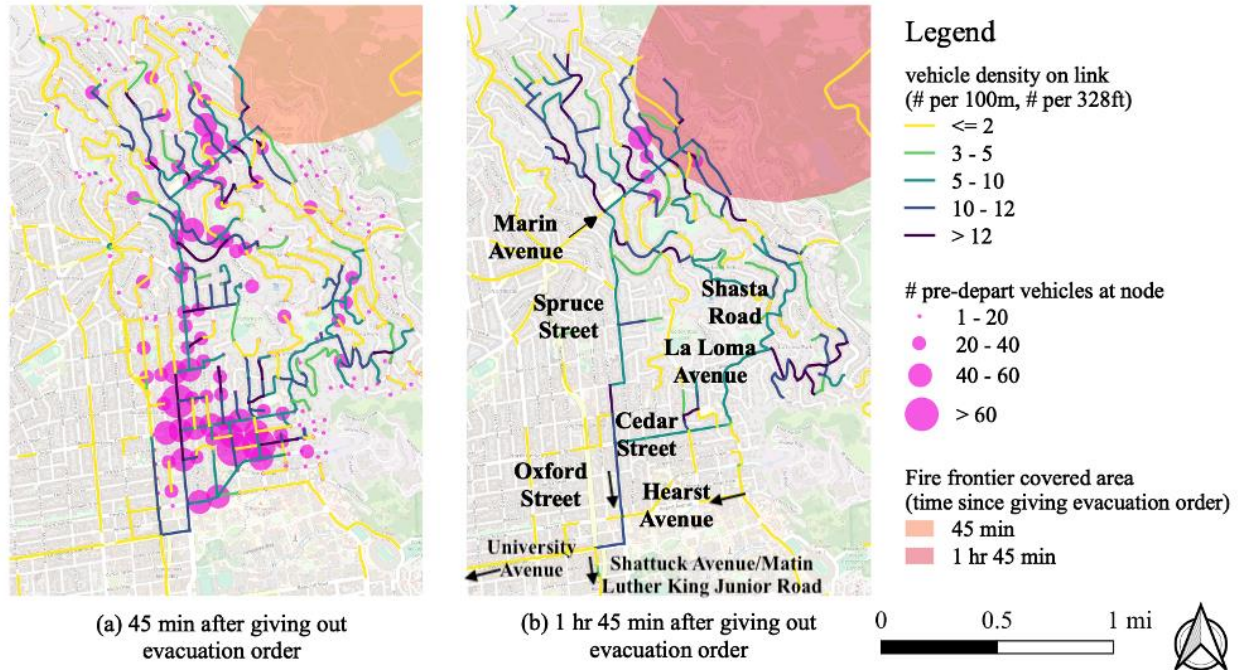 Marin
Avenue
Spruce
Street
Shasta
Road
La Loma
Avenue
Cedar
Street
Oxford
Street
Hearst
Avenue
University
Avenue
Shattuck Avenue/Matin
Luther King Junior Road
(a) 45 min after giving out
evacuation order
(b) 1 hr 45 min after giving out
evacuation order
Legend
vehicle density on link
(# per 100m, # per 328ft)
<= 2
3 - 5
5 - 10
10 - 12
> 12
# pre-depart vehicles at node
1 - 20
20 - 40
40 - 60
> 60
Fire frontier covered area
(time since giving evacuation order)
45 min
1 hr 45 min
0 0.5 1 mi